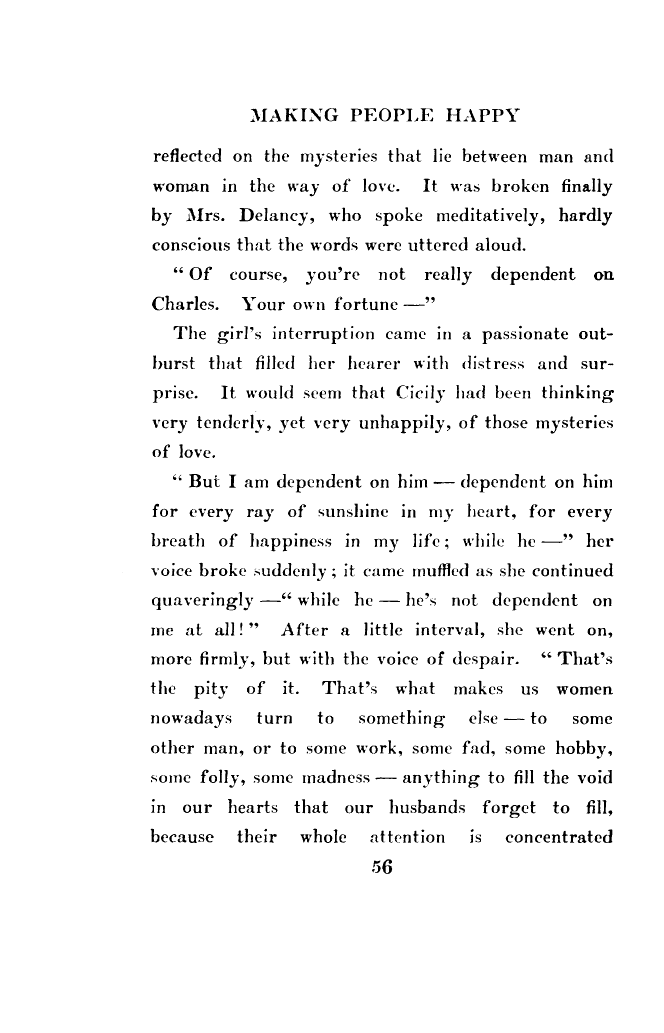 MAKING PEOPLE HAPPY
reflected on the mysteries that lie between man and
woman in the way of love. It was broken finally
by Mrs. Delancy, who spoke meditatively, hardly
conscious that the words were uttered aloud.
“ Of course, you’re not really dependent on
Charles. Your own fortune —”
The girl’s interruption came in a passionate out-
burst that filled her hearer with distress and sur-
prise. It would seem that Cicily had been thinking
very tenderly, yet very unhappily, of those mysteries
of love.
“ But I am dependent on him — dependent on him
for every ray of sunshine in my heart, for every
breath of happiness in my life ; while he —” her
voice broke suddenly ; it came muffled as she continued
quaveringly —“ while he — he’s not dependent on
me at all ! ” After a little interval, she went on,
more firmly, but with the voice of despair. “ That’s
the pity of it. That’s what makes us women
nowadays turn to something else — to some
other man, or to some work, some fad, some hobby,
some folly, some madness — anything to fill the void
in our hearts that our husbands forget to fill,
because their whole attention is concentrated
56